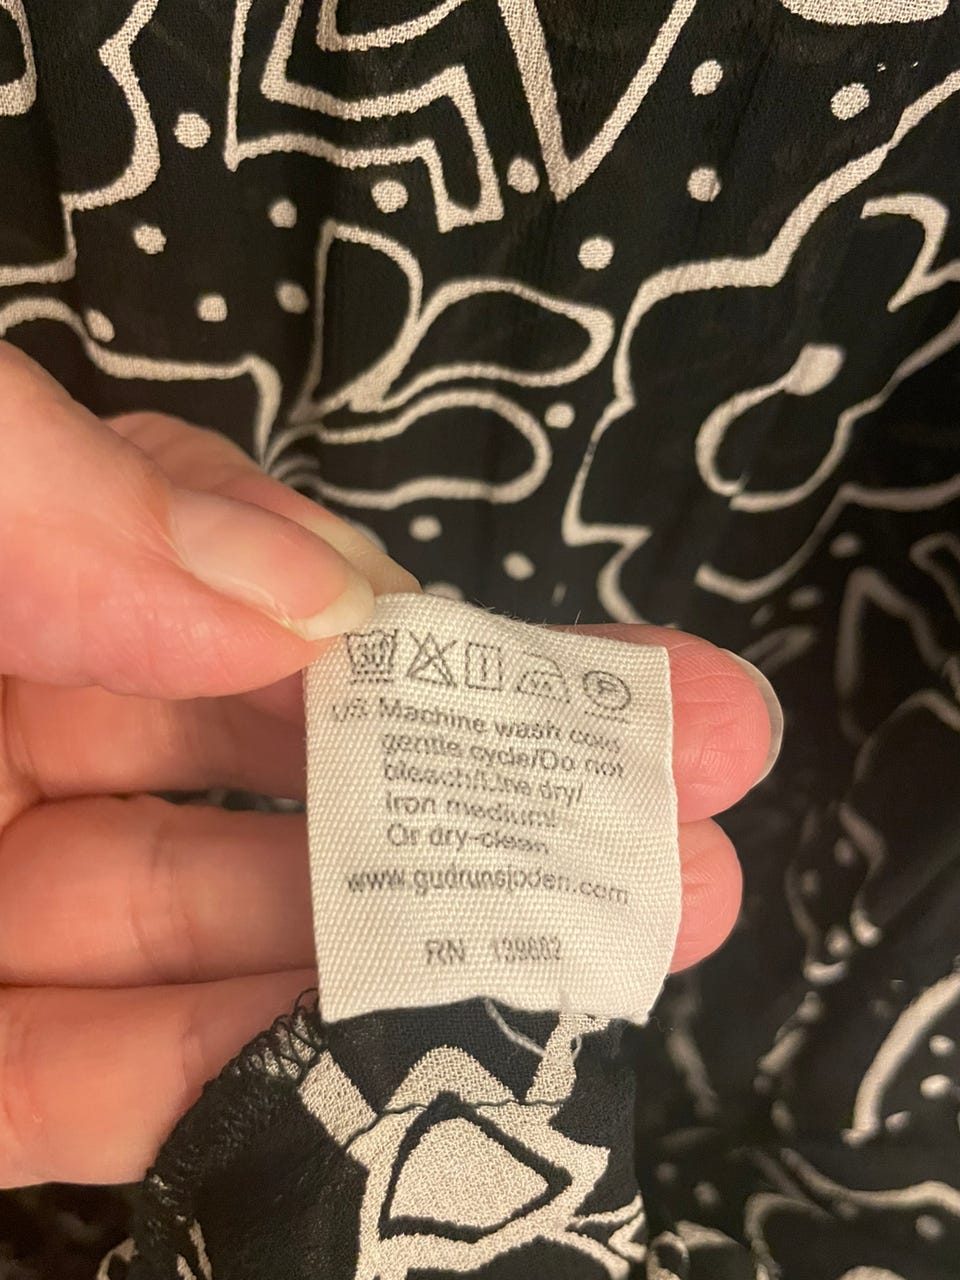 30°
P
US Machine wash cold
gentle cycle/Do not
bleach/Line dry/
Iron medium!
Or dry-clean
www.gudrunsjoden.com
RN 139602